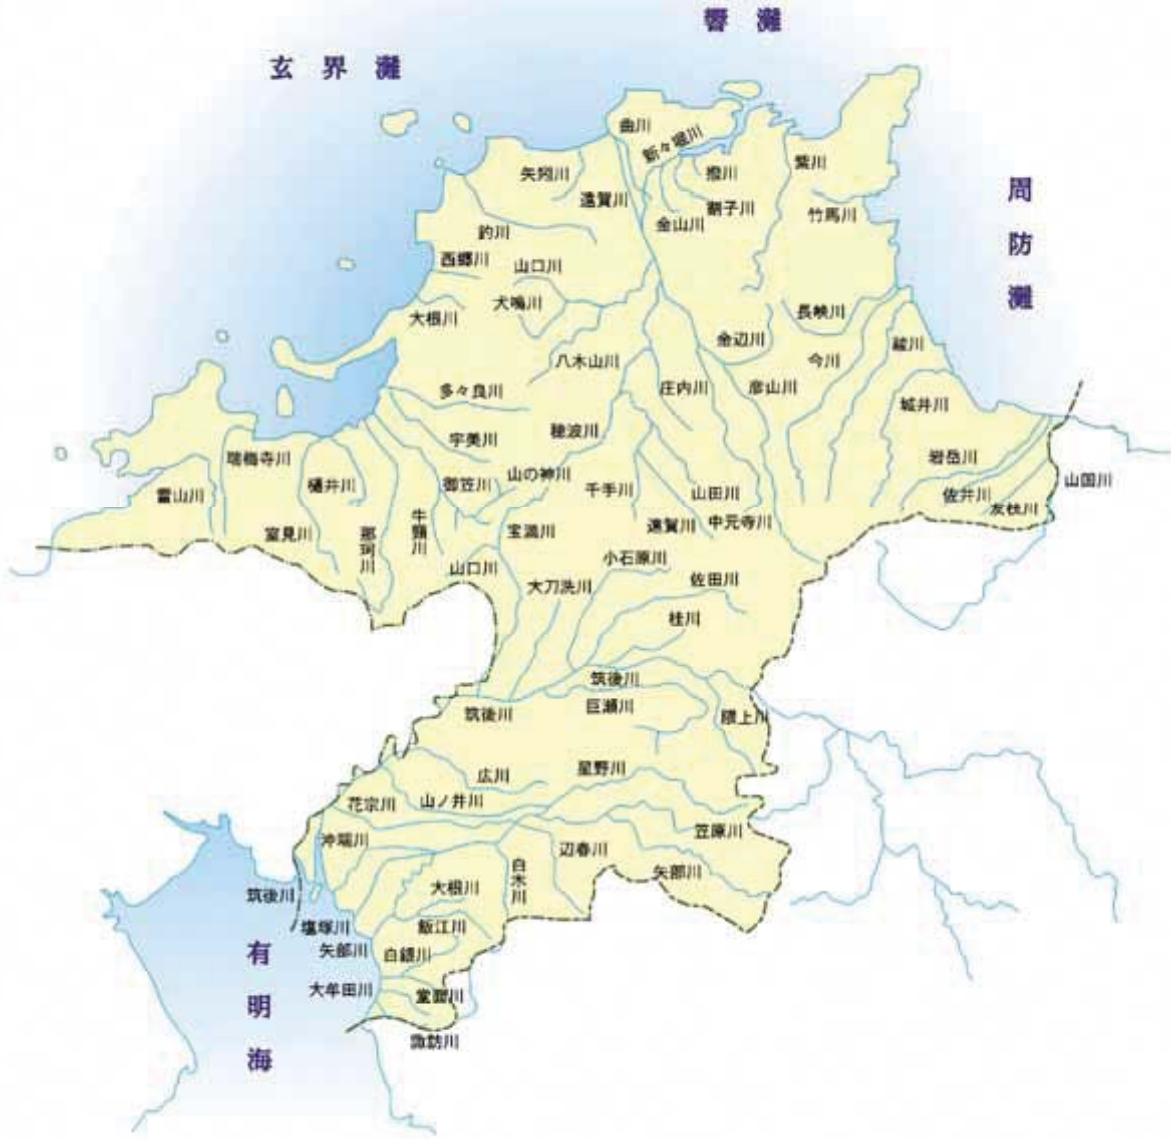 響灘
玄界灘
周防灘
有明海
曲川
新々堀川
撥川
紫川
矢矧川
遠賀川
割子川
金山川
竹馬川
釣川
西郷川
山口川
犬鳴川
大根川
長峡川
金辺川
八木山川
今川
祓川
多々良川
庄内川
彦山川
城井川
宇美川
穂波川
瑞梅寺川
樋井川
御笠川
山の神川
千手川
山田川
岩岳川
佐井川
友枝川
山国川
雷山川
室見川
那珂川
牛頸川
宝満川
遠賀川
中元寺川
山口川
小石原川
大刀洗川
佐田川
桂川
筑後川
筑後川
巨瀬川
隈上川
広川
星野川
花宗川
山ノ井川
沖端川
辺春川
笠原川
矢部川
白木川
大根川
筑後川
塩塚川
飯江川
矢部川
白銀川
大牟田川
堂面川
諏訪川